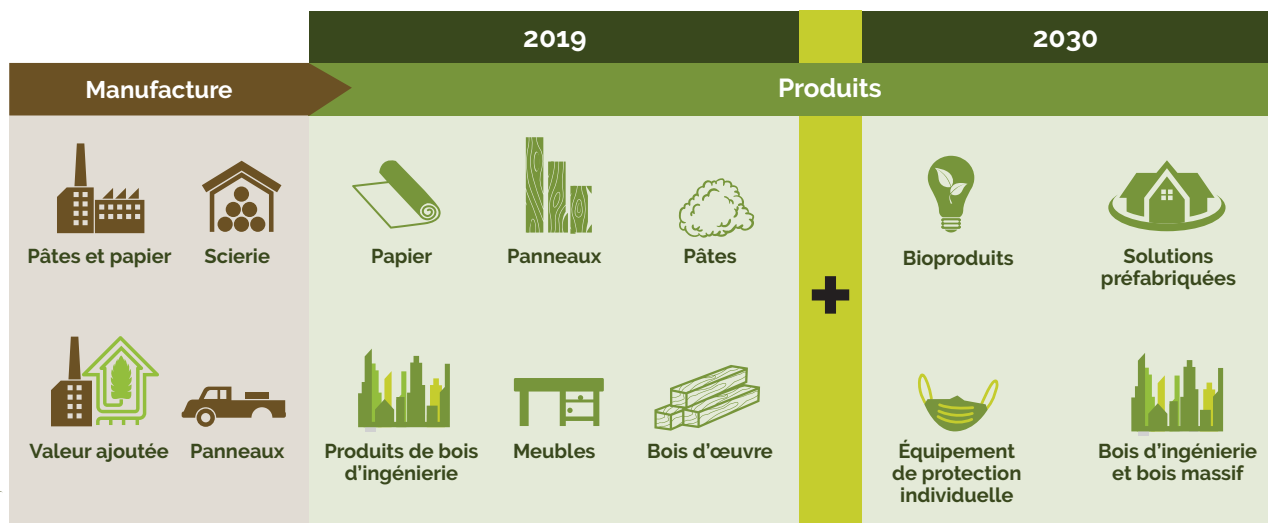 2019
2030
Manufacture
Produits
Pâtes et papier
Scierie
Papier
Panneaux
Pâtes
Bioproduits
Solutions
préfabriquées
+
Valeur ajoutée
Panneaux
Produits de bois
d'ingénierie
Meubles
Bois d'œuvre
Équipement
de protection
individuelle
Bois d'ingénierie
et bois massif